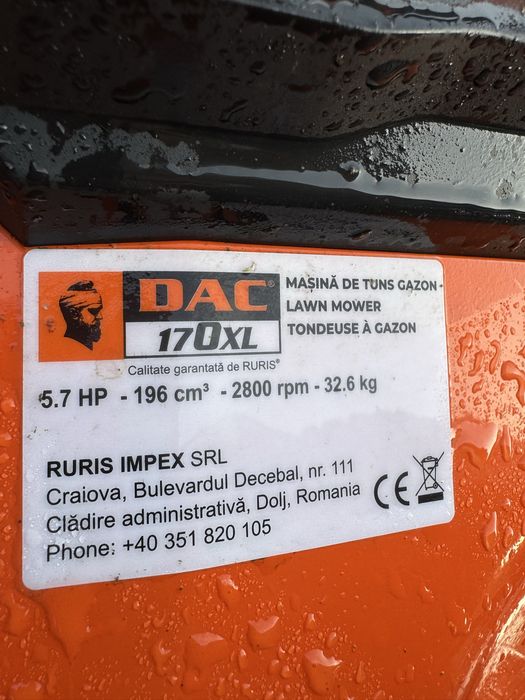 DAC®
170XL
Calitate garantată de RURIS®
MAȘINĂ DE TUNS GAZON
LAWN MOWER
TONDEUSE À GAZON
5.7 HP - 196 cm³ - 2800 rpm - 32.6 kg
RURIS IMPEX SRL
Craiova, Bulevardul Decebal, nr. 111
Clădire administrativă, Dolj, Romania
Phone: +40 351 820 105
CE